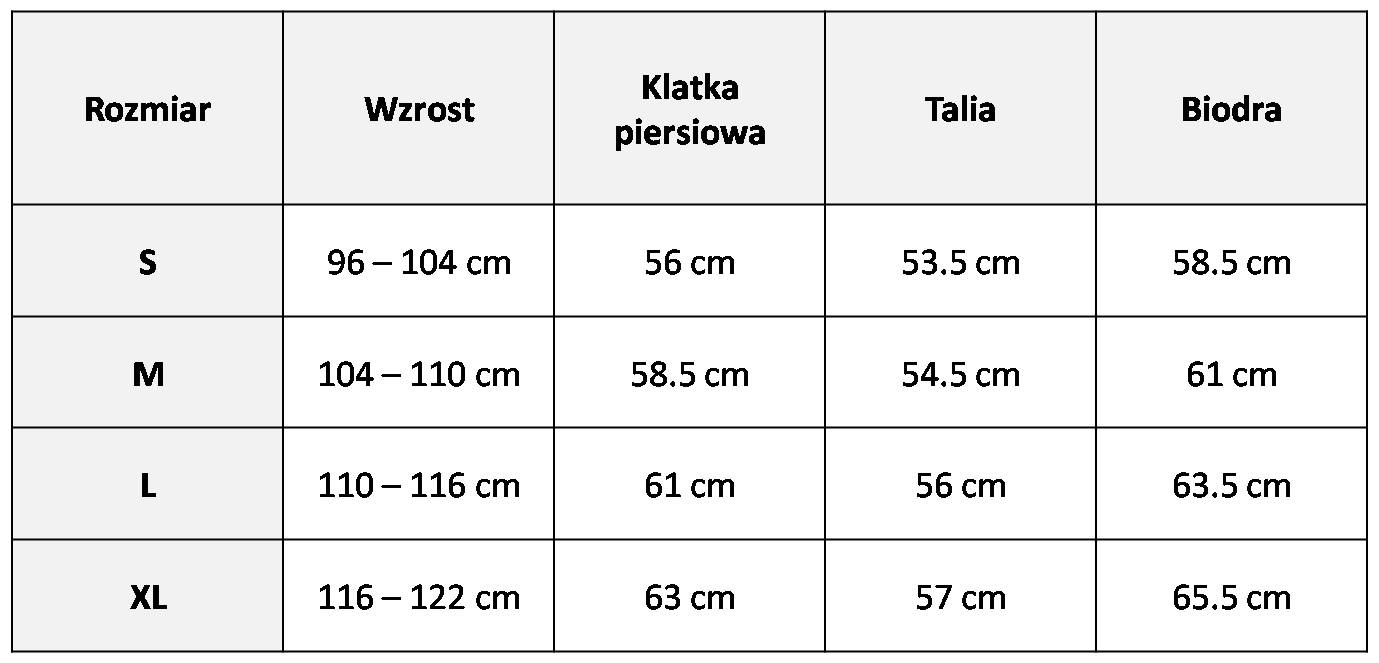 Rozmiar Wzrost Klatka piersiowa Talia Biodra
S 96 – 104 cm 56 cm 53.5 cm 58.5 cm
M 104 – 110 cm 58.5 cm 54.5 cm 61 cm
L 110 – 116 cm 61 cm 56 cm 63.5 cm
XL 116 – 122 cm 63 cm 57 cm 65.5 cm